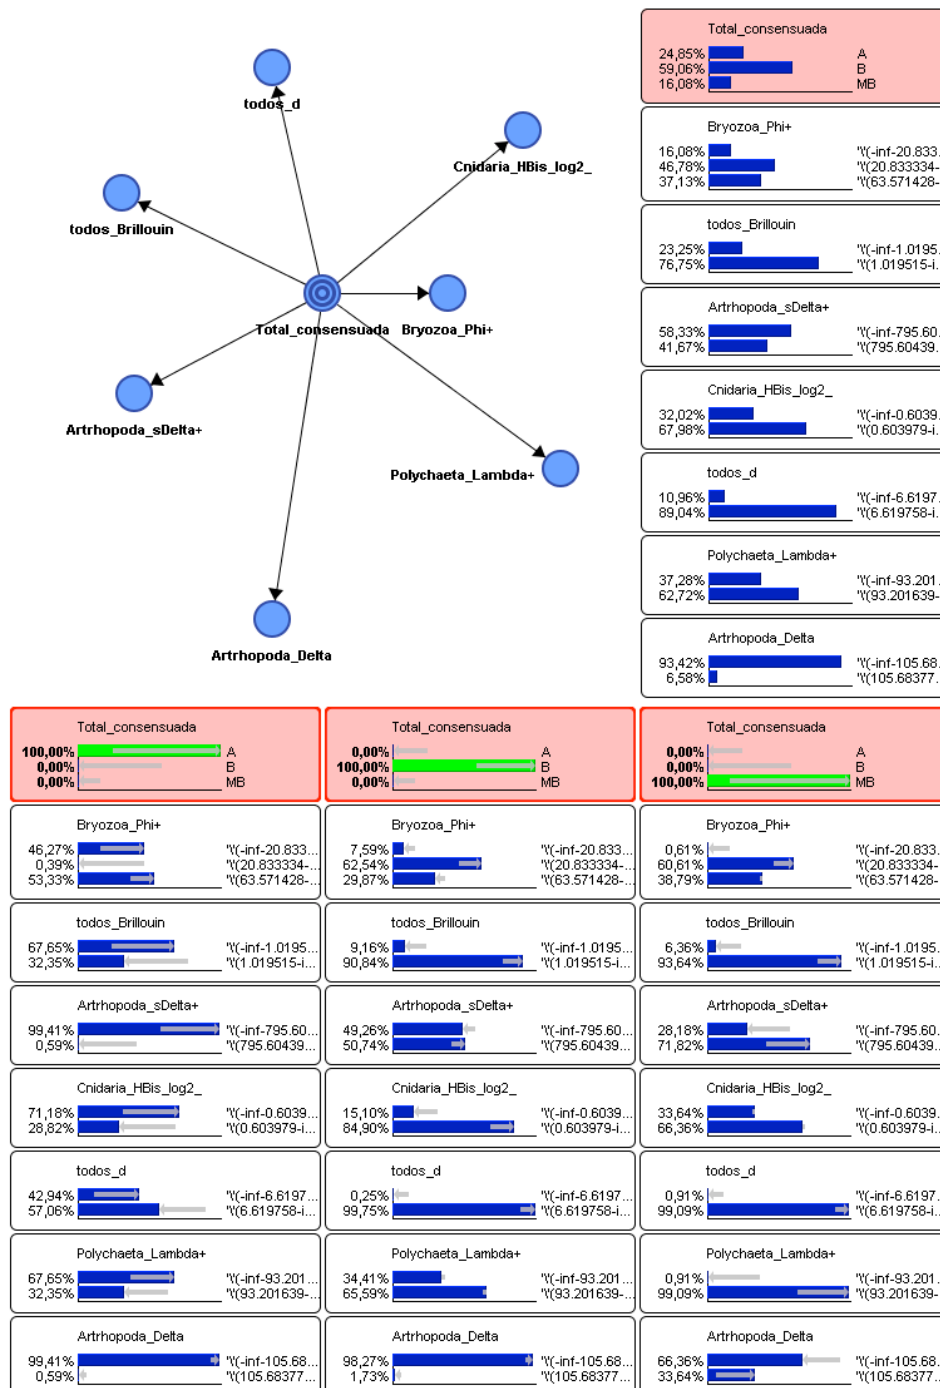 todos_d
Cnidaria_HBis_log2_
todos_Brillouin
Total_consensuada
Bryozoa_Phi+
Artrhopoda_sDelta+
Polychaeta_Lambda+
Artrhopoda_Delta
Total_consensuada
24,85% A
59,06% B
16,08% MB
Bryozoa_Phi+
16,08% "\'(-inf-20.833.
46,78% "\'(20.833334-
37,13% "\'(63.571428-
todos_Brillouin
23,25% "\'(-inf-1.0195.
76,75% "\'(1.019515-i.
Artrhopoda_sDelta+
58,33% "\'(-inf-795.60.
41,67% "\'(795.60439.
Cnidaria_HBis_log2_
32,02% "\'(-inf-0.6039.
67,98% "\'(0.603979-i.
todos_d
10,96% "\'(-inf-6.6197.
89,04% "\'(6.619758-i.
Polychaeta_Lambda+
37,28% "\'(-inf-93.201.
62,72% "\'(93.201639-
Artrhopoda_Delta
93,42% "\'(-inf-105.68.
6,58% "\'(105.68377.
Total_consensuada
100,00% A
0,00% B
0,00% MB
Bryozoa_Phi+
46,27% "\'(-inf-20.833...
0,39% "\'(20.833334-...
53,33% "\'(63.571428-...
todos_Brillouin
67,65% "\'(-inf-1.0195...
32,35% "\'(1.019515-i...
Artrhopoda_sDelta+
99,41% "\'(-inf-795.60...
0,59% "\'(795.60439...
Cnidaria_HBis_log2_
71,18% "\'(-inf-0.6039...
28,82% "\'(0.603979-i...
todos_d
42,94% "\'(-inf-6.6197...
57,06% "\'(6.619758-i...
Polychaeta_Lambda+
67,65% "\'(-inf-93.201...
32,35% "\'(93.201639-...
Artrhopoda_Delta
99,41% "\'(-inf-105.68...
0,59% "\'(105.68377...
Total_consensuada
0,00% A
100,00% B
0,00% MB
Bryozoa_Phi+
7,59% "\'(-inf-20.833...
62,54% "\'(20.833334-...
29,87% "\'(63.571428-...
todos_Brillouin
9,16% "\'(-inf-1.0195...
90,84% "\'(1.019515-i...
Artrhopoda_sDelta+
49,26% "\'(-inf-795.60...
50,74% "\'(795.60439...
Cnidaria_HBis_log2_
15,10% "\'(-inf-0.6039...
84,90% "\'(0.603979-i...
todos_d
0,25% "\'(-inf-6.6197...
99,75% "\'(6.619758-i...
Polychaeta_Lambda+
34,41% "\'(-inf-93.201...
65,59% "\'(93.201639-...
Artrhopoda_Delta
98,27% "\'(-inf-105.68...
1,73% "\'(105.68377...
Total_consensuada
0,00% A
0,00% B
100,00% MB
Bryozoa_Phi+
0,61% "\'(-inf-20.833.
60,61% "\'(20.833334-
38,79% "\'(63.571428-
todos_Brillouin
6,36% "\'(-inf-1.0195.
93,64% "\'(1.019515-i.
Artrhopoda_sDelta+
28,18% "\'(-inf-795.60.
71,82% "\'(795.60439.
Cnidaria_HBis_log2_
33,64% "\'(-inf-0.6039.
66,36% "\'(0.603979-i.
todos_d
0,91% "\'(-inf-6.6197.
99,09% "\'(6.619758-i.
Polychaeta_Lambda+
0,91% "\'(-inf-93.201.
99,09% "\'(93.201639-
Artrhopoda_Delta
66,36% "\'(-inf-105.68.
33,64% "\'(105.68377.